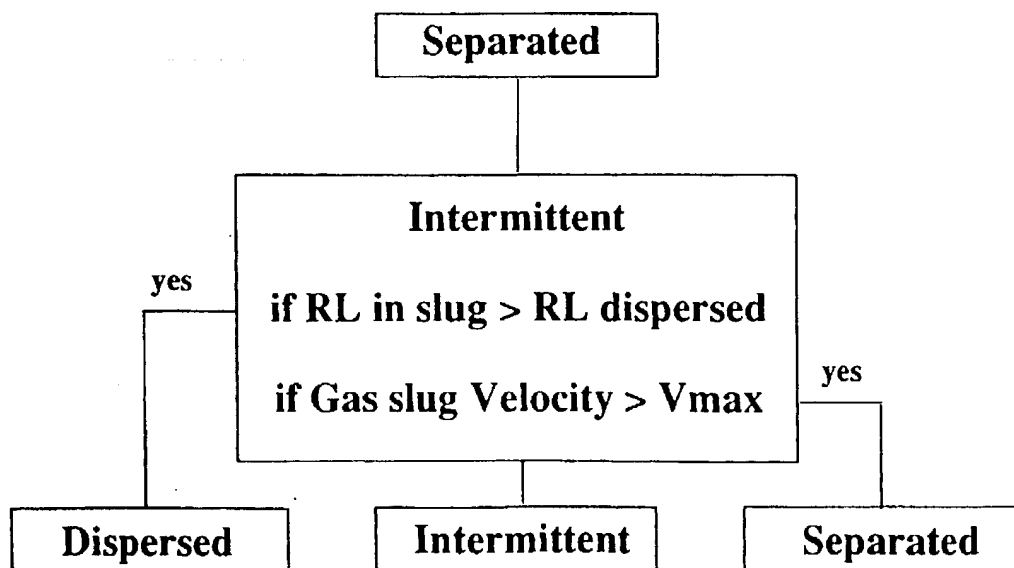 Separated
Intermittent
yes
if RL in slug > RL dispersed
yes
if Gas slug Velocity > Vmax
Dispersed
Intermittent
Separated